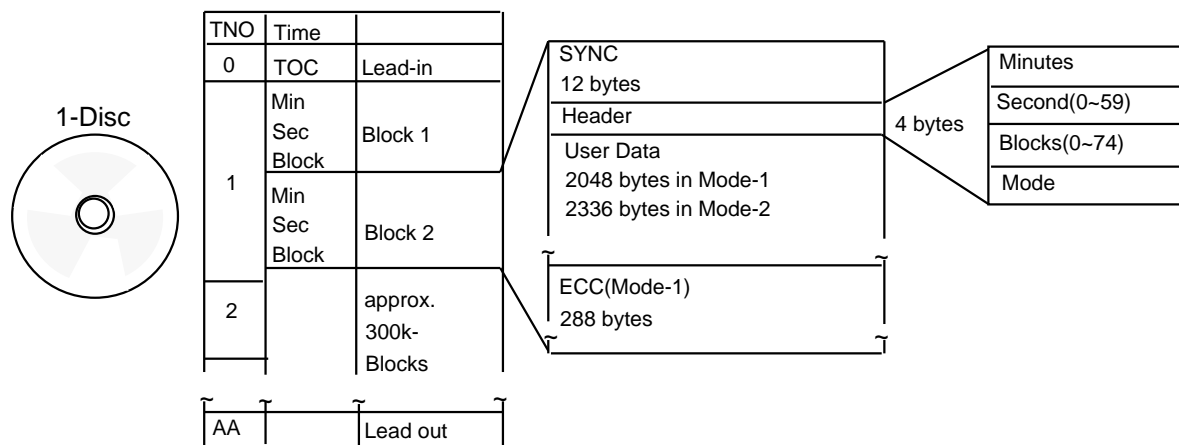 1-Disc
TNO Time
0 TOC Lead-in
1
Min
Sec
Block
Block 1
Min
Sec
Block
Block 2
2
approx.
300k-
Blocks
~ ~ ~ ~
AA Lead out
SYNC
12 bytes
Header
User Data
2048 bytes in Mode-1
2336 bytes in Mode-2
~ ~
ECC(Mode-1)
288 bytes
~ ~
4 bytes
Minutes
Second(0~59)
Blocks(0~74)
Mode